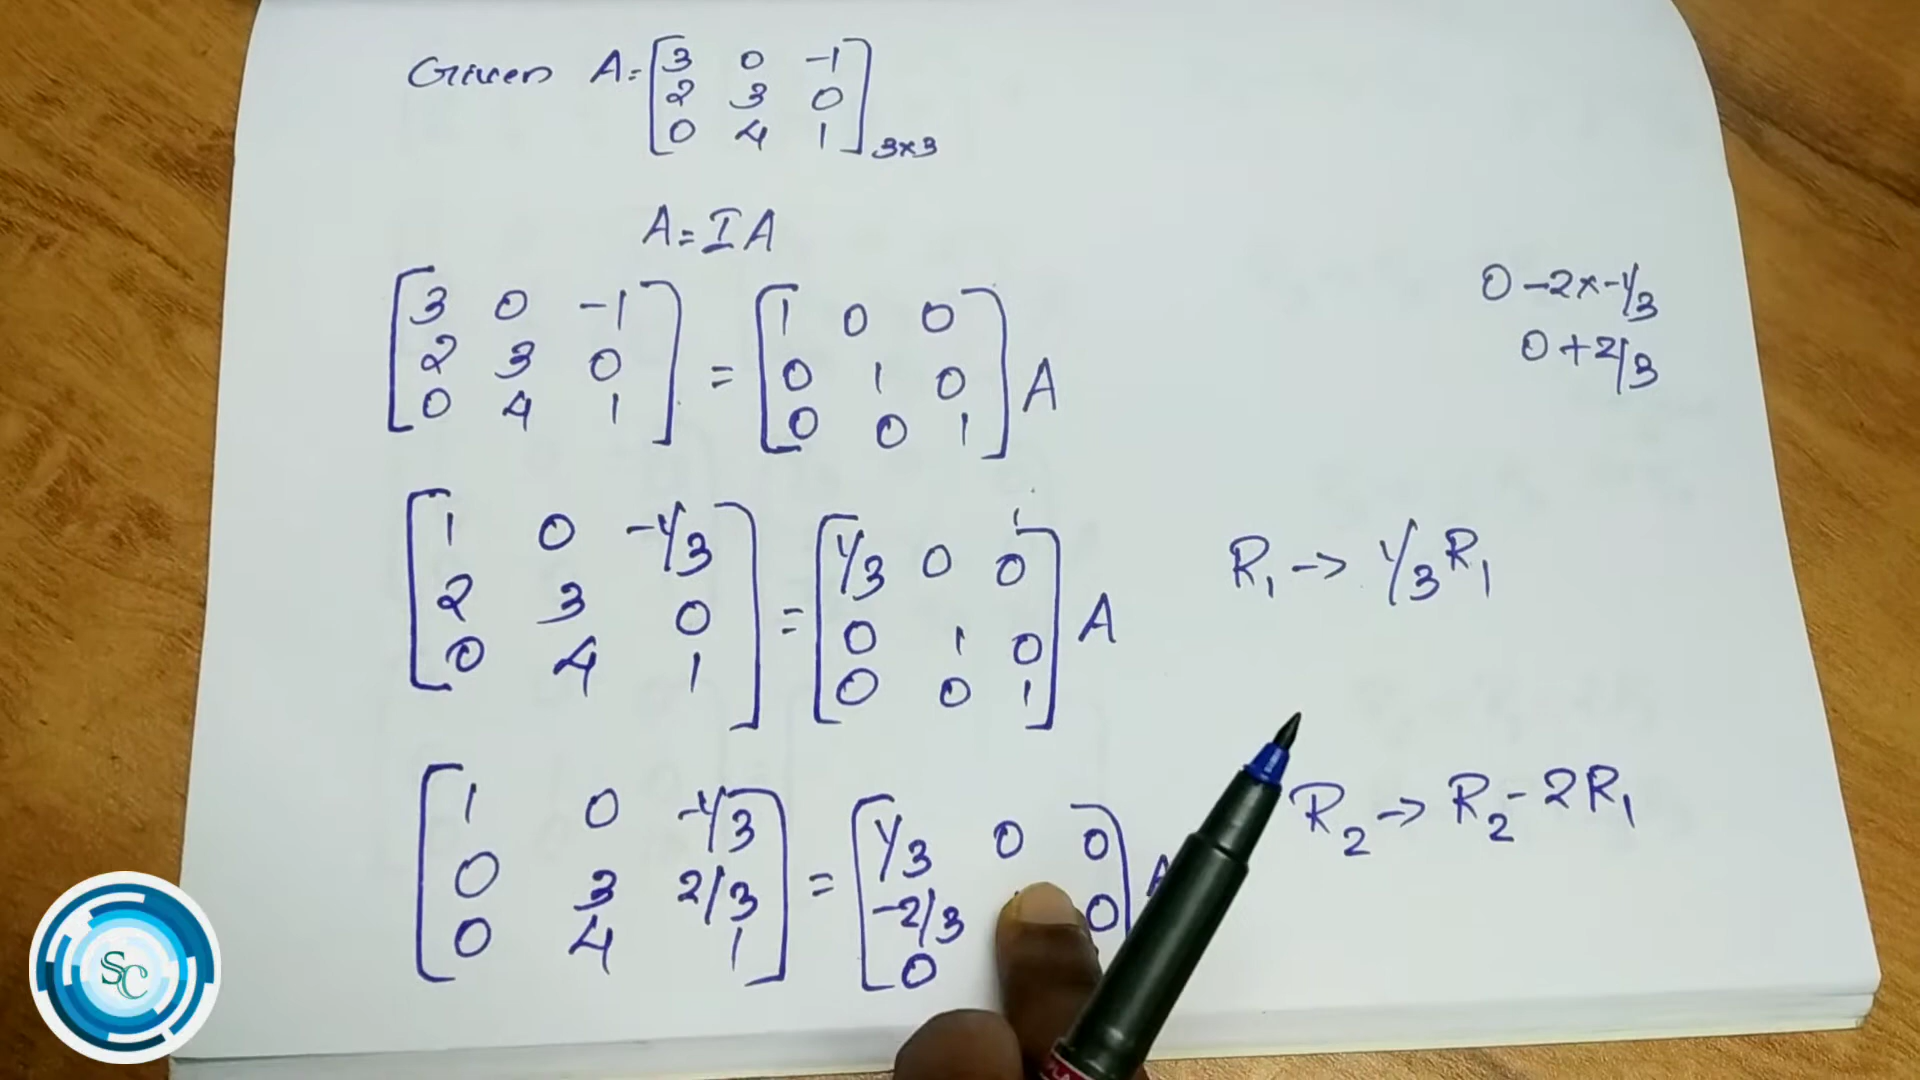 Given A = [3 0 -1
2 3 0
0 4 1] 3×3
A = IA
[3 0 -1
2 3 0
0 4 1] = [1 0 0
0 1 0
0 0 1] A
0 - 2 × -1/3
0 + 2/3
[1 0 -1/3
2 3 0
0 4 1] = [1/3 0 0
0 1 0
0 0 1] A
R₁ → 1/3 R₁
[1 0 -1/3
0 3 2/3
0 4 1] = [1/3 0 0
-2/3 0
0 ] A
R₂ → R₂ - 2R₁
SC